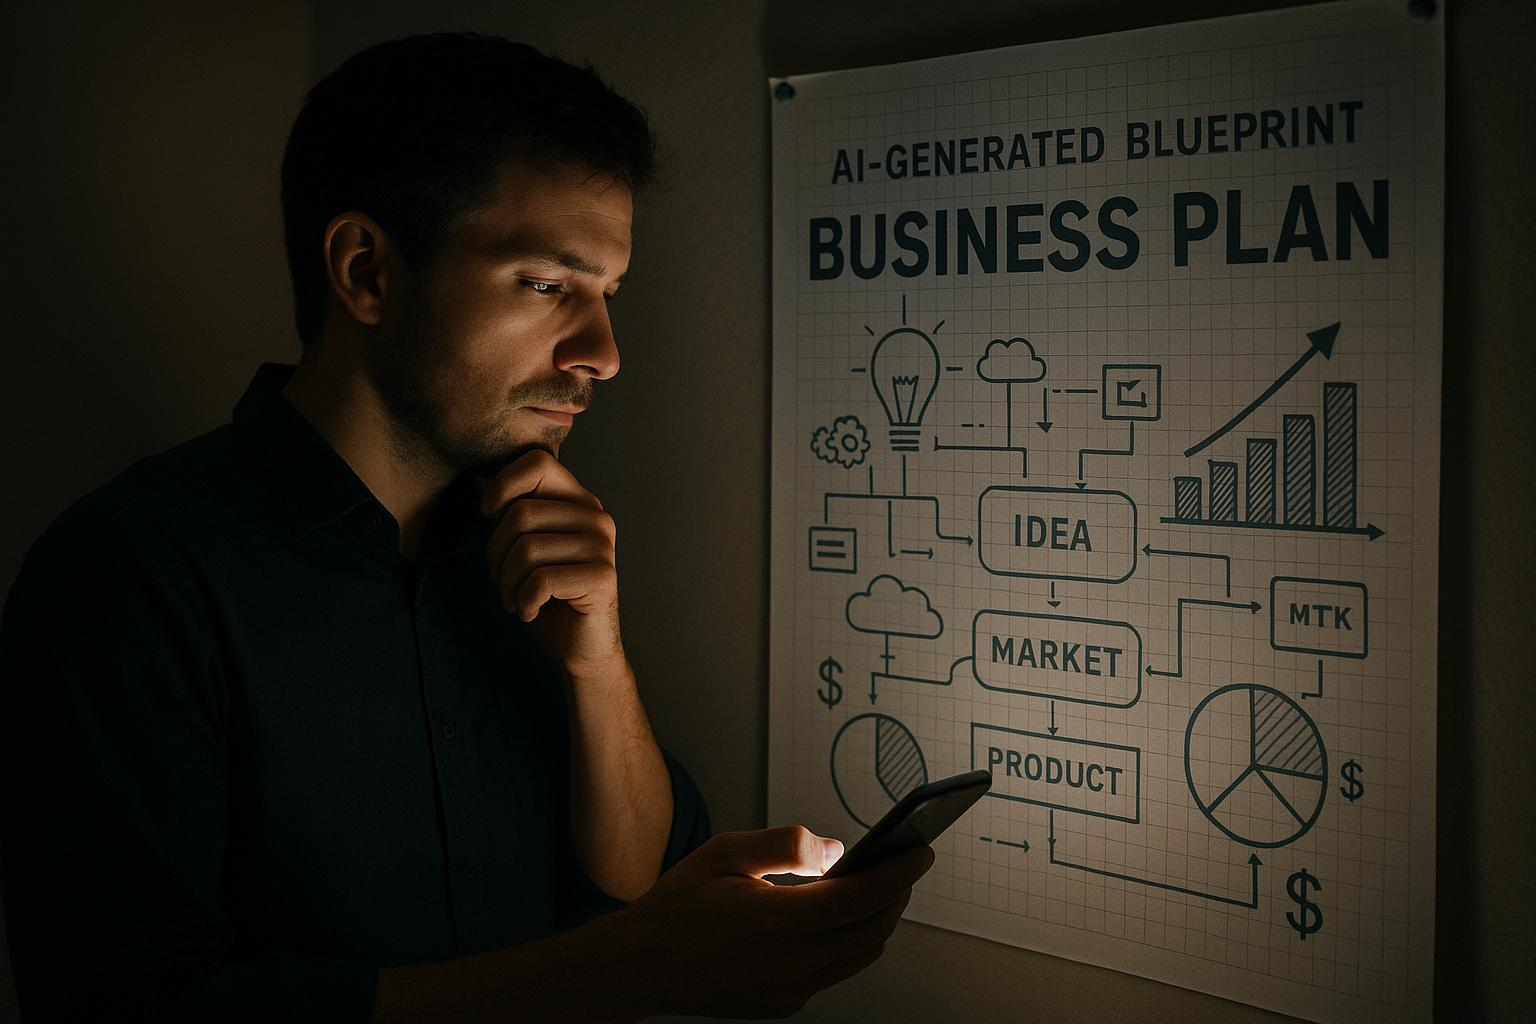 AI-GENERATED BLUEPRINT
BUSINESS PLAN
IDEA
MTK
MARKET
$
PRODUCT
$
$